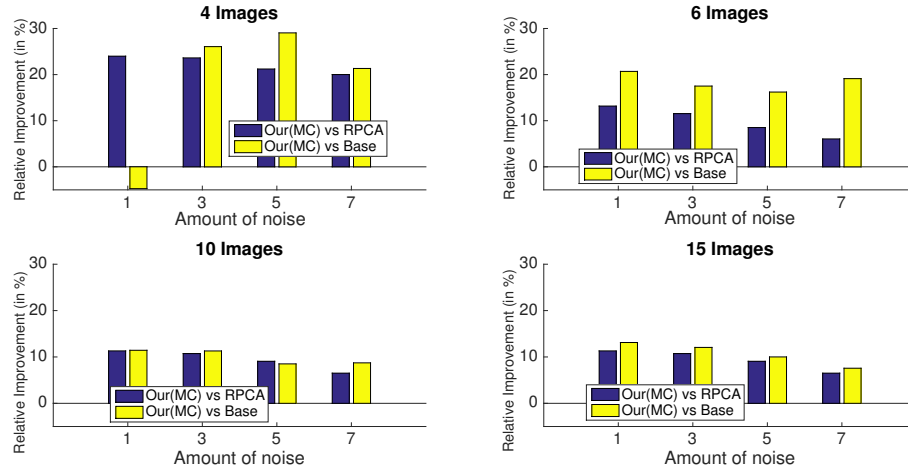 4 Images
Relative Improvement (in %)
30
20
10
0
Our(MC) vs RPCA
Our(MC) vs Base
1 3 5 7
Amount of noise
6 Images
Relative Improvement (in %)
30
20
10
0
Our(MC) vs RPCA
Our(MC) vs Base
1 3 5 7
Amount of noise
10 Images
Relative Improvement (in %)
30
20
10
0
Our(MC) vs RPCA
Our(MC) vs Base
1 3 5 7
Amount of noise
15 Images
Relative Improvement (in %)
30
20
10
0
Our(MC) vs RPCA
Our(MC) vs Base
1 3 5 7
Amount of noise